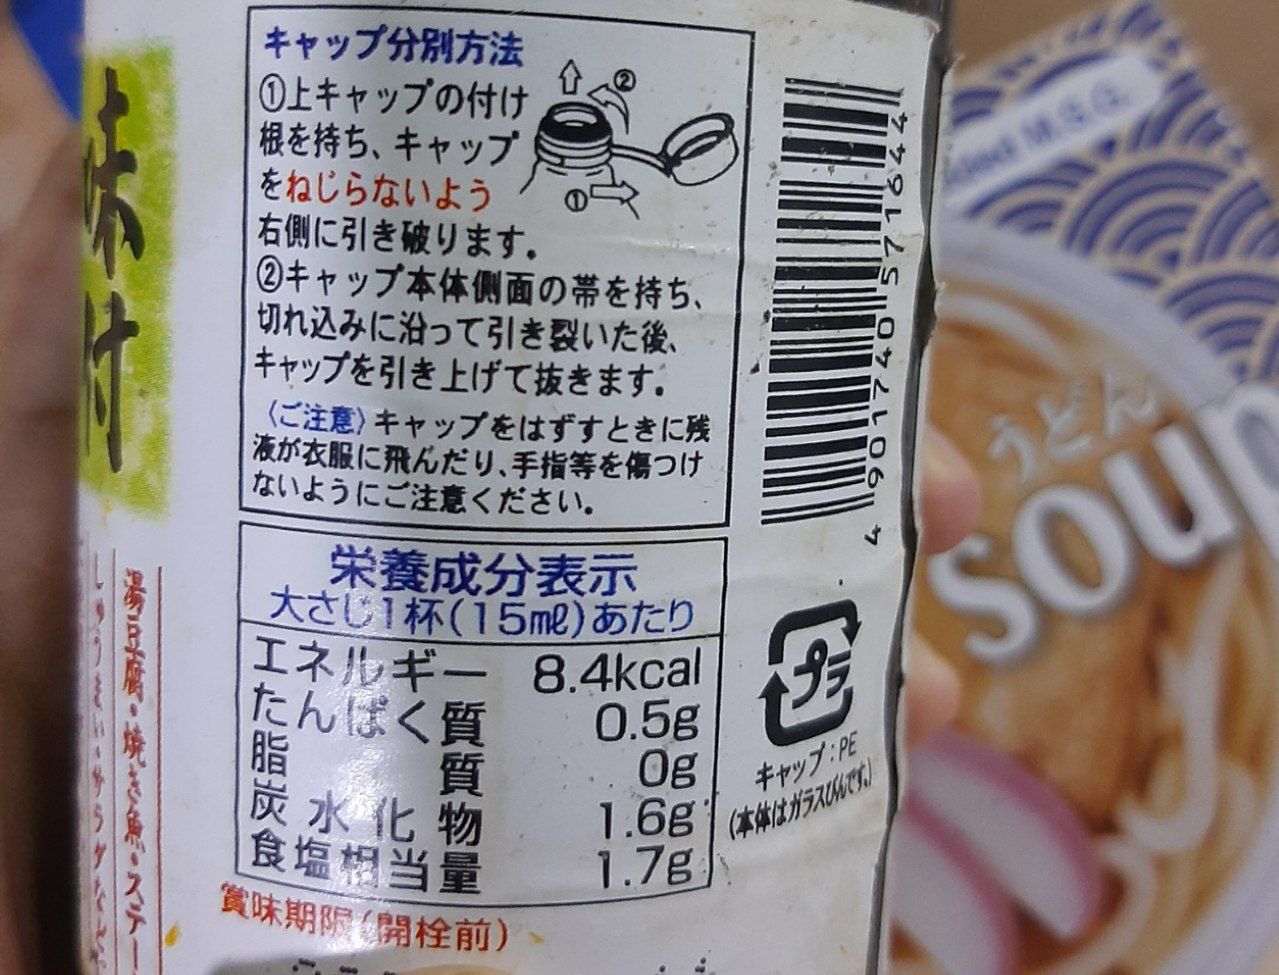 味付
湯豆腐・焼き魚・ステー
しゅうまい・サラダなど
キャップ分別方法
①上キャップの付け
根を持ち、キャップ
をねじらないよう
右側に引き破ります。
②キャップ本体側面の帯を持ち、
切れ込みに沿って引き裂いた後、
キャップを引き上げて抜きます。
〈ご注意〉キャップをはずすときに残
液が衣服に飛んだり、手指等を傷つけ
ないようにご注意ください。
②
①
栄養成分表示
大さじ1杯(15mℓ)あたり
エネルギー 8.4kcal
たんぱく質 0.5g
脂質 0g
炭水化物 1.6g
食塩相当量 1.7g
賞味期限(開栓前)
プラ
キャップ：PE
(本体はガラスびんです。)
M.S.G.
うどん
soup